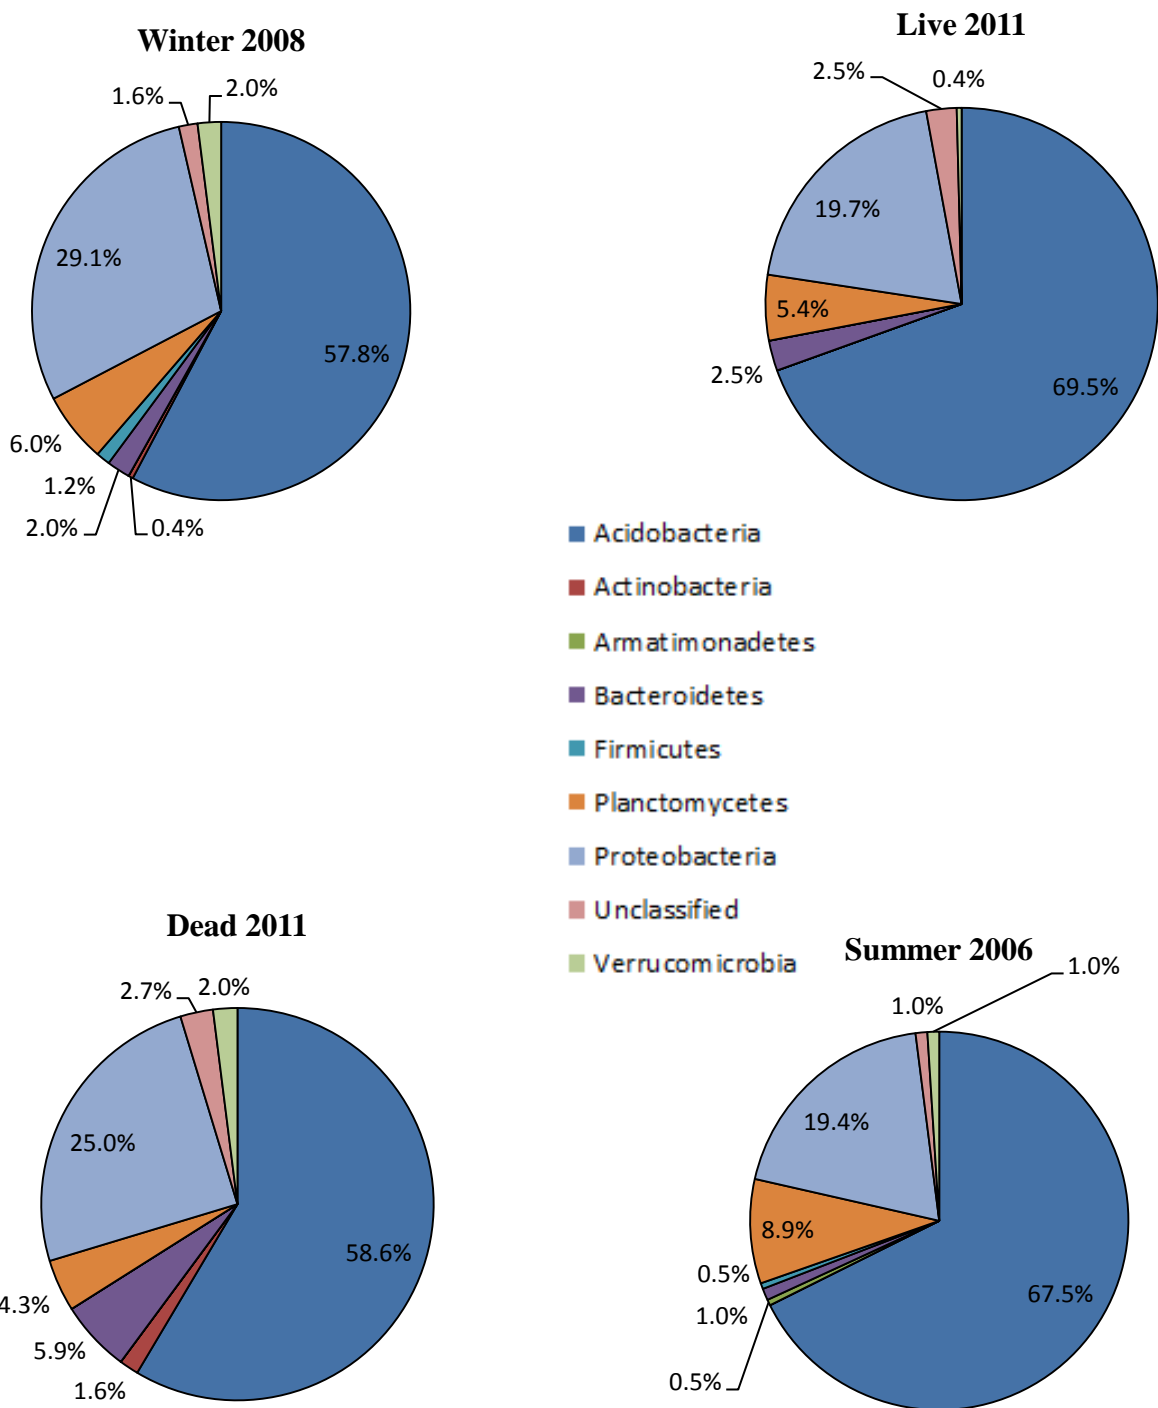 Winter 2008
1.6%
2.0%
29.1%
57.8%
6.0%
1.2%
2.0%
0.4%
Live 2011
2.5%
0.4%
19.7%
5.4%
2.5%
69.5%
Acidobacteria
Actinobacteria
Armatimonadetes
Bacteroidetes
Firmicutes
Planctomycetes
Proteobacteria
Unclassified
Verrucomicrobia
Dead 2011
2.7%
2.0%
25.0%
58.6%
4.3%
5.9%
1.6%
Summer 2006
1.0%
1.0%
19.4%
8.9%
0.5%
1.0%
0.5%
67.5%